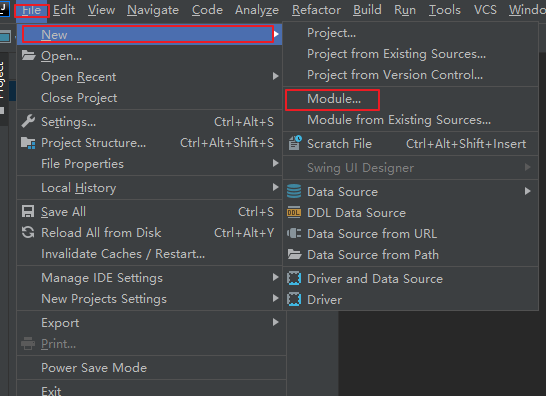 File Edit View Navigate Code Analyze Refactor Build Run Tools VCS
Project
New
Open...
Open Recent
Close Project
Settings... Ctrl+Alt+S
Project Structure... Ctrl+Alt+Shift+S
File Properties
Local History
Save All Ctrl+S
Reload All from Disk Ctrl+Alt+Y
Invalidate Caches / Restart...
Manage IDE Settings
New Projects Settings
Export
Print...
Power Save Mode
Exit
Project...
Project from Existing Sources...
Project from Version Control...
Module...
Module from Existing Sources...
Scratch File Ctrl+Alt+Shift+Insert
Swing UI Designer
Data Source
DDL Data Source
Data Source from URL
Data Source from Path
Driver and Data Source
Driver